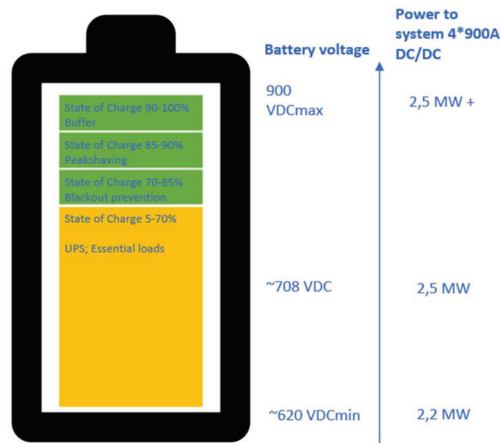 Power to
system 4*900A
DC/DC
Battery voltage
900
VDCmax
2,5 MW +
State of Charge 90-100%
Buffer
State of Charge 85-90%
Peakshaving
State of Charge 70-85%
Blackout prevention
State of Charge 5-70%
UPS; Essential loads
~708 VDC
2,5 MW
~620 VDCmin
2,2 MW